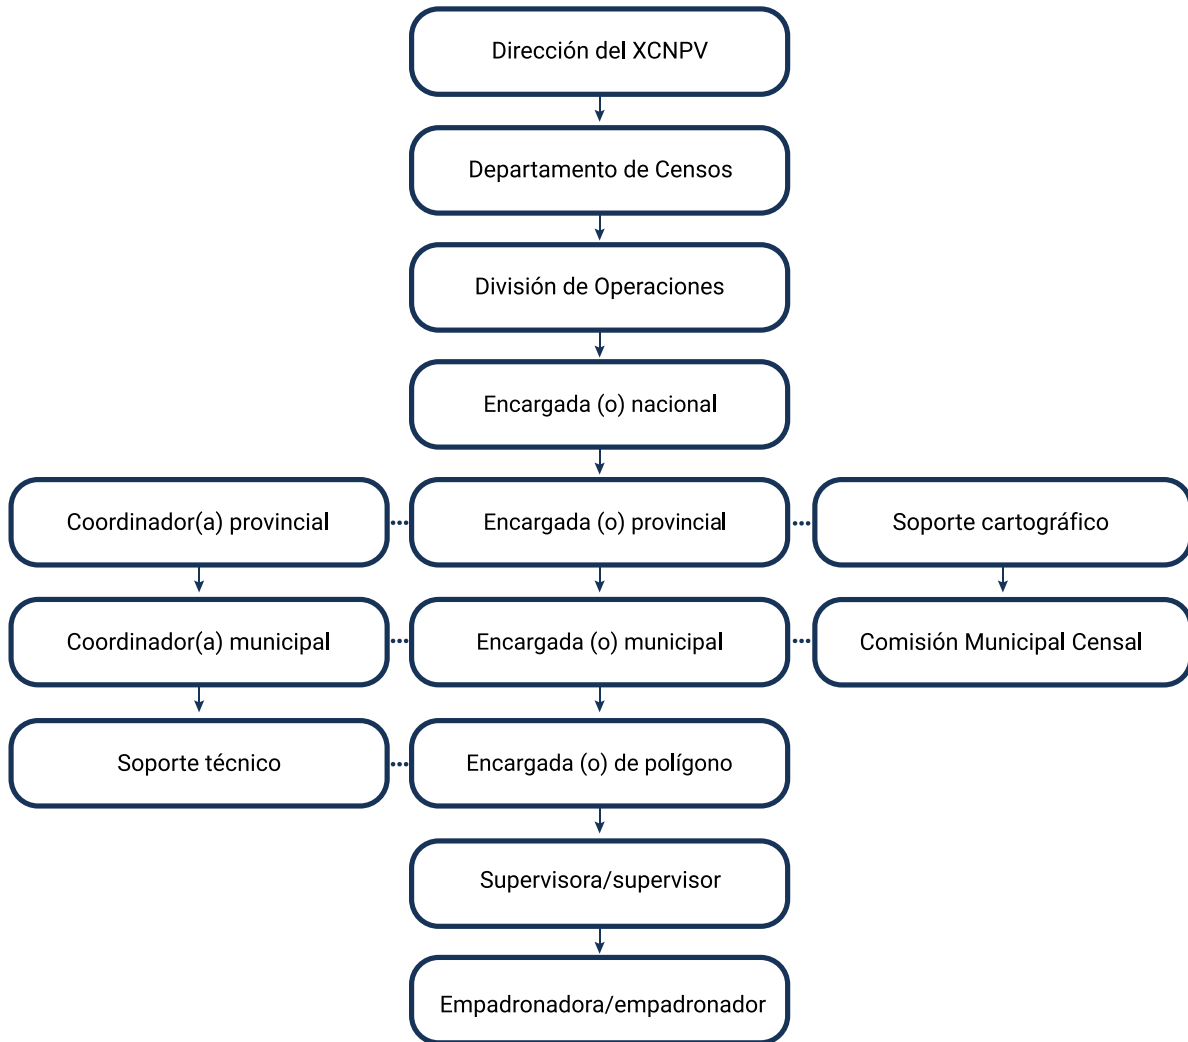 Dirección del XCNPV
Departamento de Censos
División de Operaciones
Encargada (o) nacional
Coordinador(a) provincial
Encargada (o) provincial
Soporte cartográfico
Coordinador(a) municipal
Encargada (o) municipal
Comisión Municipal Censal
Soporte técnico
Encargada (o) de polígono
Supervisora/supervisor
Empadronadora/empadronador